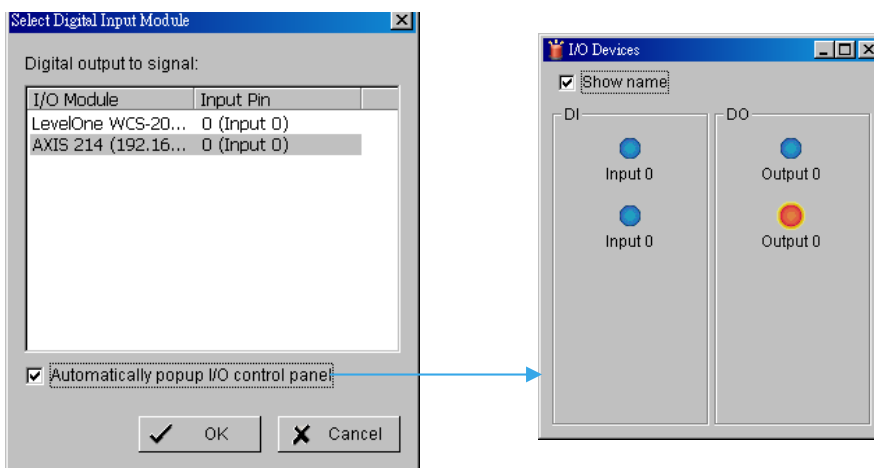 Select Digital Input Module
Digital output to signal:
I/O Module Input Pin
LevelOne WCS-20... 0 (Input 0)
AXIS 214 (192.16... 0 (Input 0)
Automatically popup I/O control panel
OK Cancel
I/O Devices
Show name
DI DO
Input 0 Output 0
Input 0 Output 0